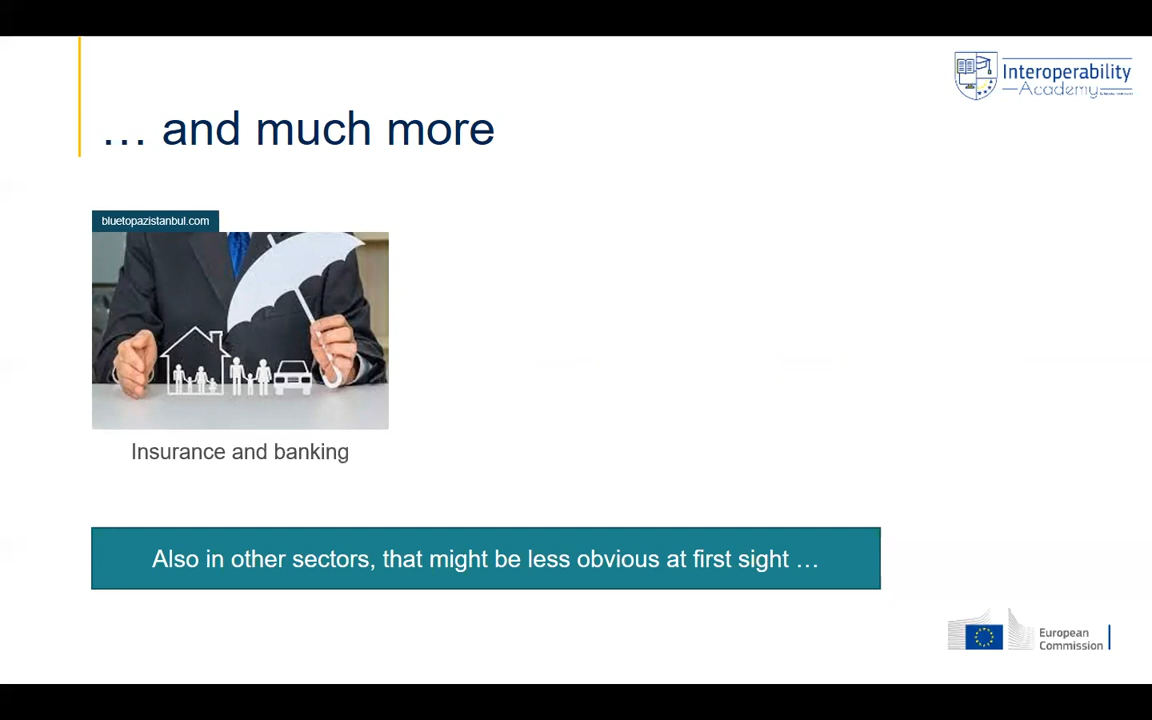 Interoperability
Academy
… and much more
bluetopazistanbul.com
Insurance and banking
Also in other sectors, that might be less obvious at first sight …
European
Commission